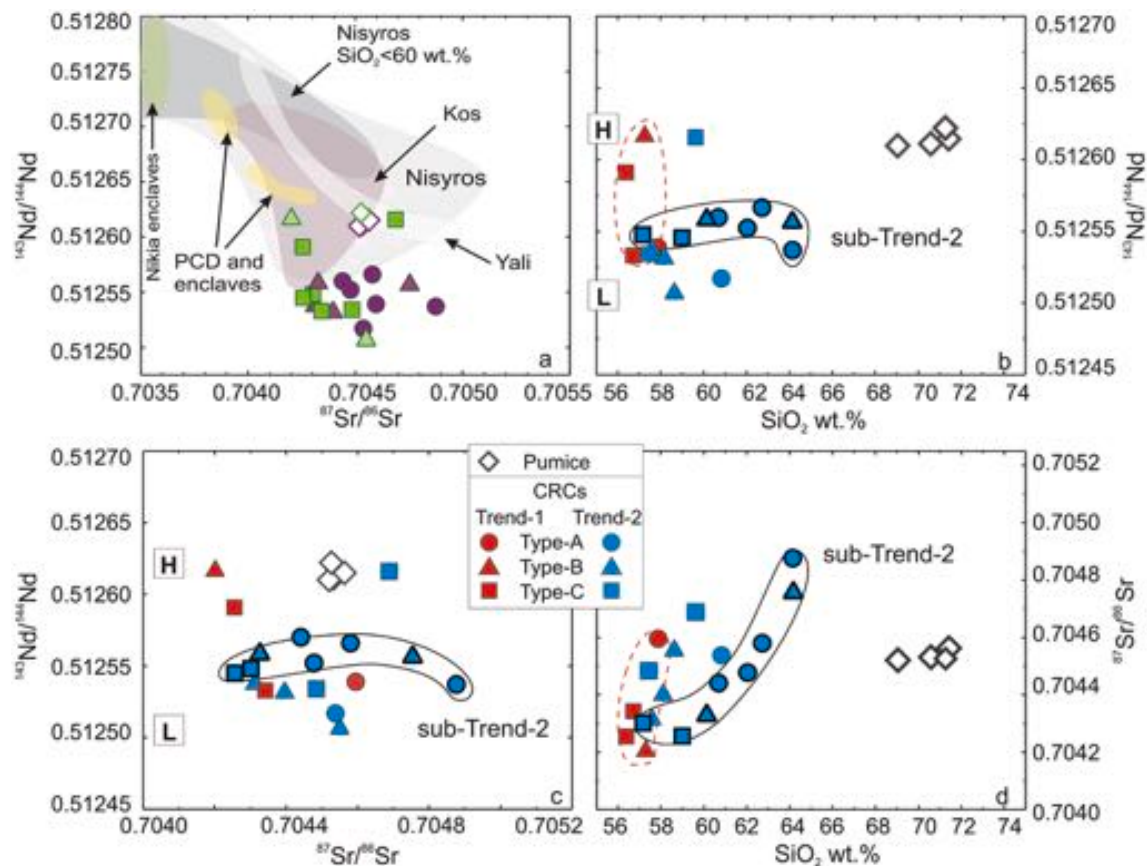 0.51280
0.51275
0.51270
0.51265
0.51260
0.51255
0.51250
0.7035
0.7040
0.7045
0.7050
0.7055
⁸⁷Sr/⁸⁶Sr
Nisyros
SiO₂<60 wt.%
Kos
Nisyros
Yali
PCD and
enclaves
Nikia enclaves
¹⁴³Nd/¹⁴⁴Nd
a
H
L
sub-Trend-2
b
0.51270
0.51265
0.51260
0.51255
0.51250
0.51245
¹⁴³Nd/¹⁴⁴Nd
56 58 60 62 64 66 68 70 72 74
SiO₂ wt.%
0.51270
0.51265
0.51260
0.51255
0.51250
0.51245
¹⁴³Nd/¹⁴⁴Nd
H
L
sub-Trend-2
c
0.7040
0.7044
0.7048
0.7052
⁸⁷Sr/⁸⁶Sr
Pumice
CRCs
Trend-1 Trend-2
Type-A
Type-B
Type-C
sub-Trend-2
d
0.7052
0.7050
0.7048
0.7046
0.7044
0.7042
0.7040
⁸⁷Sr/⁸⁶Sr
56 58 60 62 64 66 68 70 72 74
SiO₂ wt.%